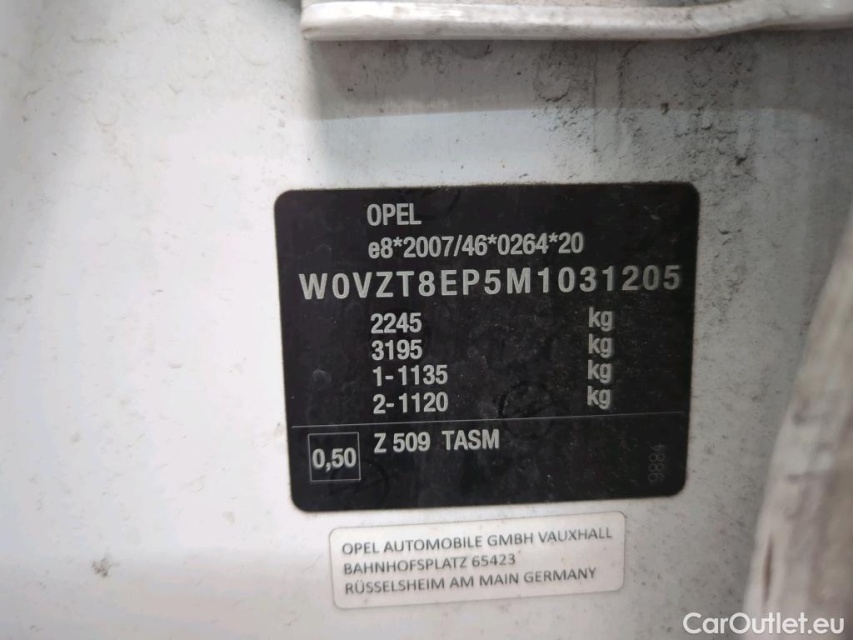 OPEL
e8*2007/46*0264*20
W0VZT8EP5M1031205
2245 kg
3195 kg
1-1135 kg
2-1120 kg
0,50 Z 509 TASM
9884
OPEL AUTOMOBILE GMBH VAUXHALL
BAHNHOFSPLATZ 65423
RÜSSELSHEIM AM MAIN GERMANY
CarOutlet.eu